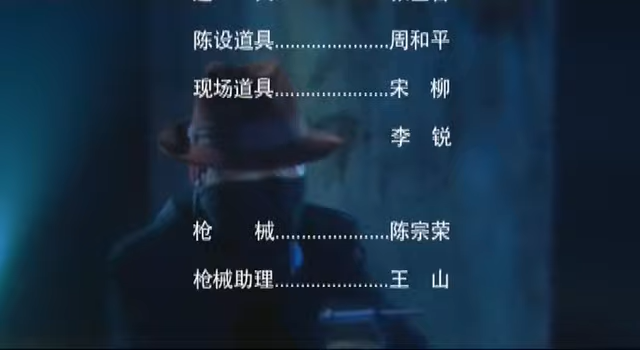 陈设道具......................周和平
现场道具......................宋　柳
李　锐
枪　　械......................陈宗荣
枪械助理......................王　山